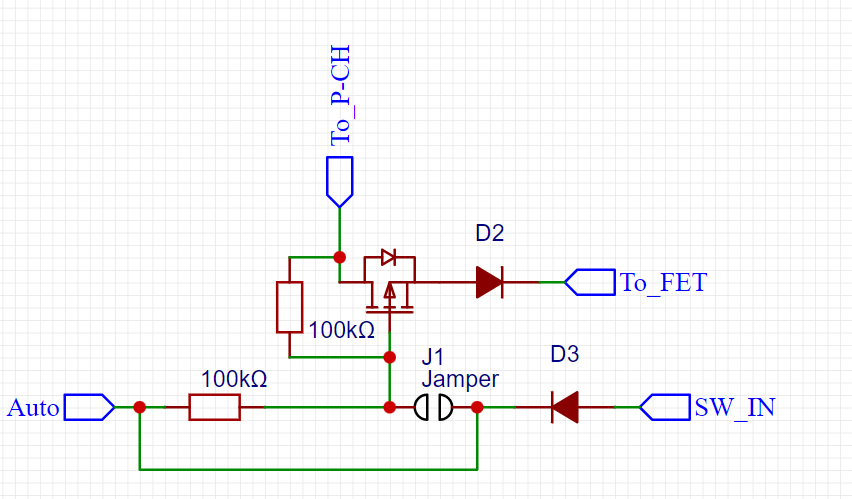 To_P-CH
D2
To_FET
100kΩ
J1
Jamper
D3
100kΩ
Auto
SW_IN